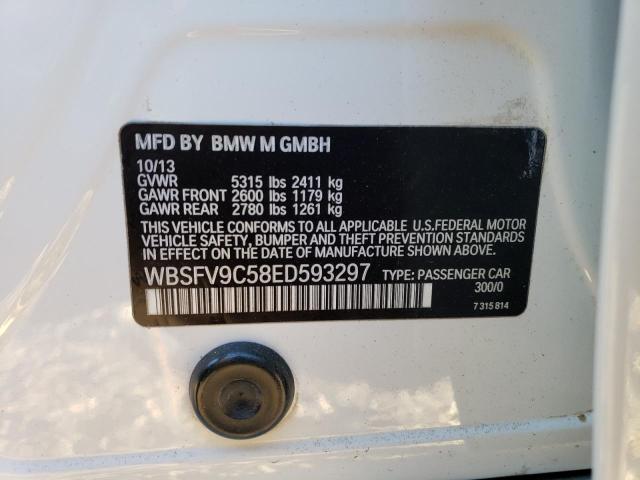 MFD BY BMW M GMBH
10/13
GVWR 5315 lbs 2411 kg
GAWR FRONT 2600 lbs 1179 kg
GAWR REAR 2780 lbs 1261 kg
THIS VEHICLE CONFORMS TO ALL APPLICABLE U.S.FEDERAL MOTOR
VEHICLE SAFETY, BUMPER, AND THEFT PREVENTION STANDARDS
IN EFFECT ON THE DATE OF MANUFACTURE SHOWN ABOVE.
WBSFV9C58ED593297 TYPE: PASSENGER CAR
300/0
7 315 814